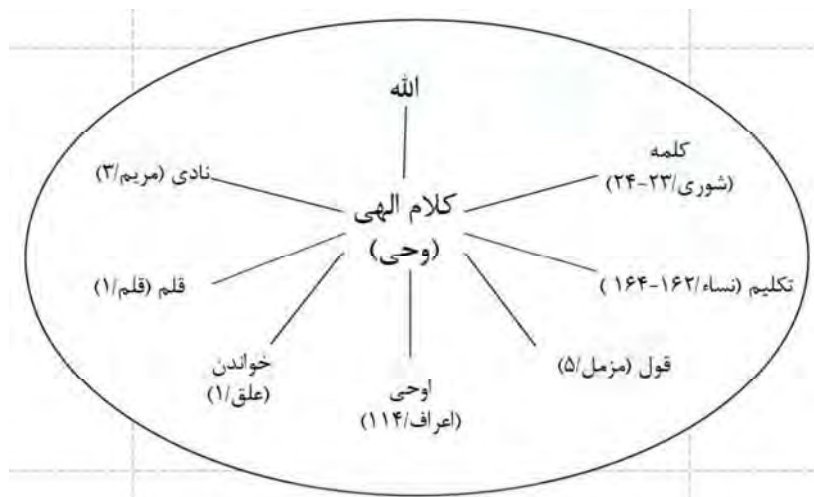 الله
کلمه
(شوری/۲۳-۲۴)
نادی (مریم/۳)
کلام الهی
(وحی)
تکلیم (نساء/۱۶۲-۱۶۴ )
قلم (قلم/۱)
قول (مزمل/۵)
خواندن
(علق/۱)
اوحی
(اعراف/۱۱۴)